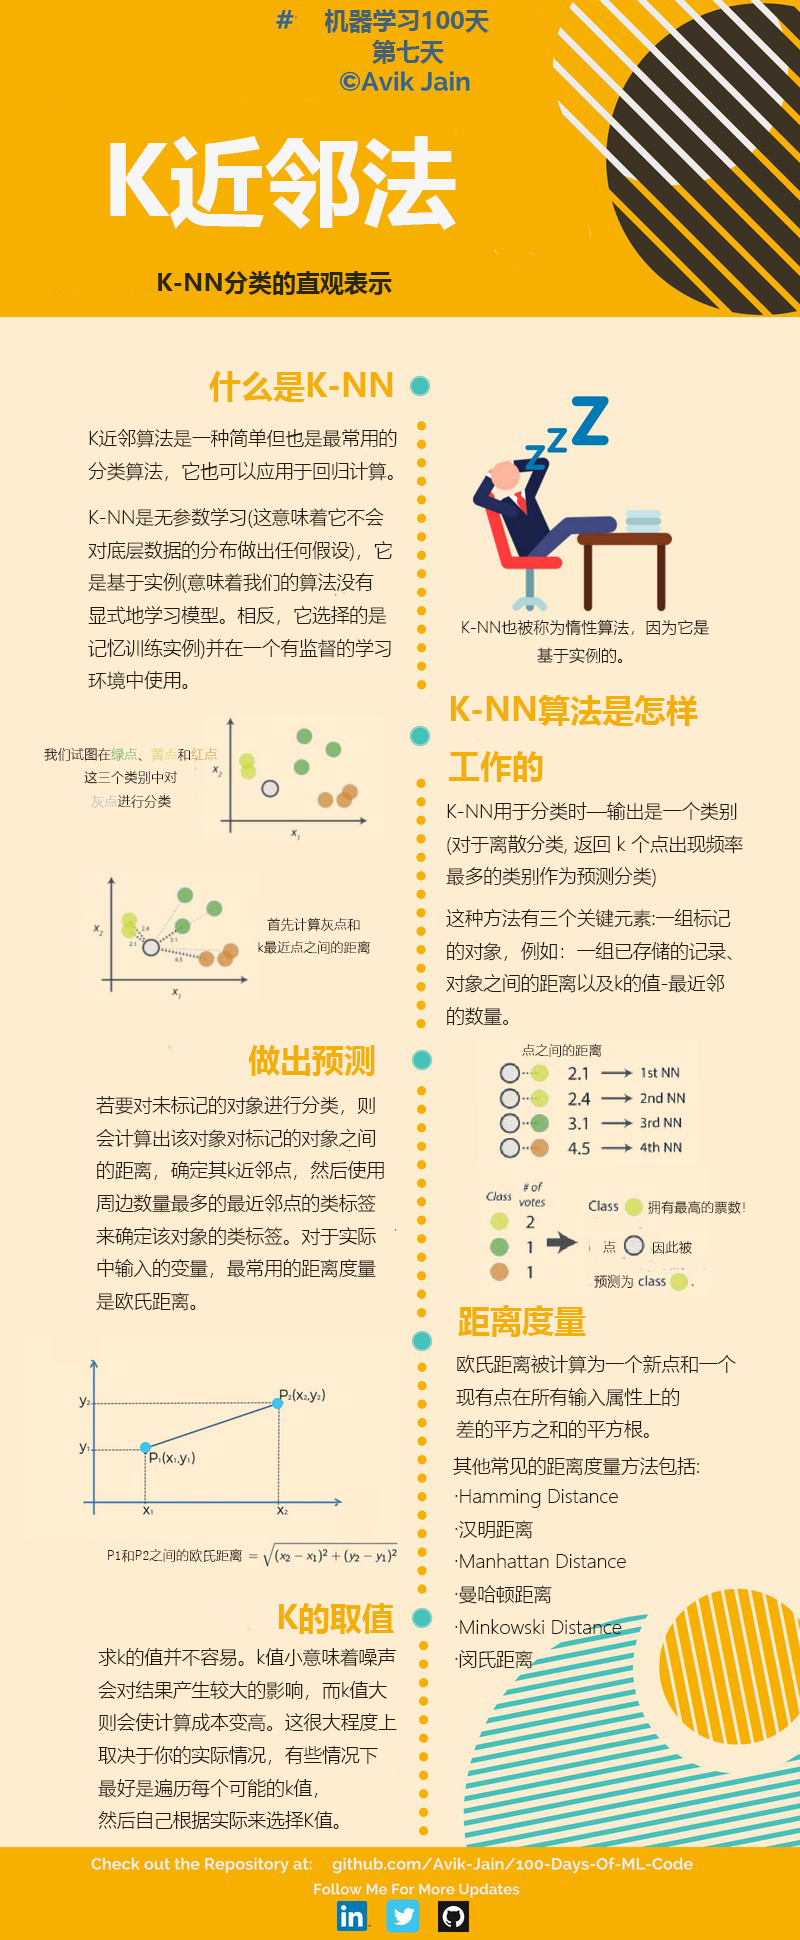 # 机器学习100天
第七天
©Avik Jain
K近邻法
K-NN分类的直观表示
什么是K-NN
K近邻算法是一种简单但也是最常用的
分类算法，它也可以应用于回归计算。
K-NN是无参数学习(这意味着它不会
对底层数据的分布做出任何假设)，它
是基于实例(意味着我们的算法没有
显式地学习模型。相反，它选择的是
记忆训练实例)并在一个有监督的学习
环境中使用。
zzZ
K-NN也被称为惰性算法，因为它是
基于实例的。
K-NN算法是怎样
工作的
K-NN用于分类时—输出是一个类别
(对于离散分类, 返回 k 个点出现频率
最多的类别作为预测分类)
这种方法有三个关键元素:一组标记
的对象，例如：一组已存储的记录、
对象之间的距离以及k的值-最近邻
的数量。
我们试图在绿点、黄点和红点
这三个类别中对
灰点进行分类
x2
x1
首先计算灰点和
k最近点之间的距离
x2
2.4
2.1
3.1
4.5
x1
点之间的距离
2.1 → 1st NN
2.4 → 2nd NN
3.1 → 3rd NN
4.5 → 4th NN
Class # of votes
2
1
1
Class 拥有最高的票数!
点 因此被
预测为 class .
做出预测
若要对未标记的对象进行分类，则
会计算出该对象对标记的对象之间
的距离，确定其k近邻点，然后使用
周边数量最多的最近邻点的类标签
来确定该对象的类标签。对于实际
中输入的变量，最常用的距离度量
是欧氏距离。
y2
y1
P2(x2,y2)
P1(x1,y1)
x1
x2
P1和P2之间的欧氏距离 = √(x2 − x1)² + (y2 − y1)²
距离度量
欧氏距离被计算为一个新点和一个
现有点在所有输入属性上的
差的平方之和的平方根。
其他常见的距离度量方法包括:
·Hamming Distance
·汉明距离
·Manhattan Distance
·曼哈顿距离
·Minkowski Distance
·闵氏距离
K的取值
求k的值并不容易。k值小意味着噪声
会对结果产生较大的影响，而k值大
则会使计算成本变高。这很大程度上
取决于你的实际情况，有些情况下
最好是遍历每个可能的k值，
然后自己根据实际来选择K值。
Check out the Repository at: github.com/Avik-Jain/100-Days-Of-ML-Code
Follow Me For More Updates
in